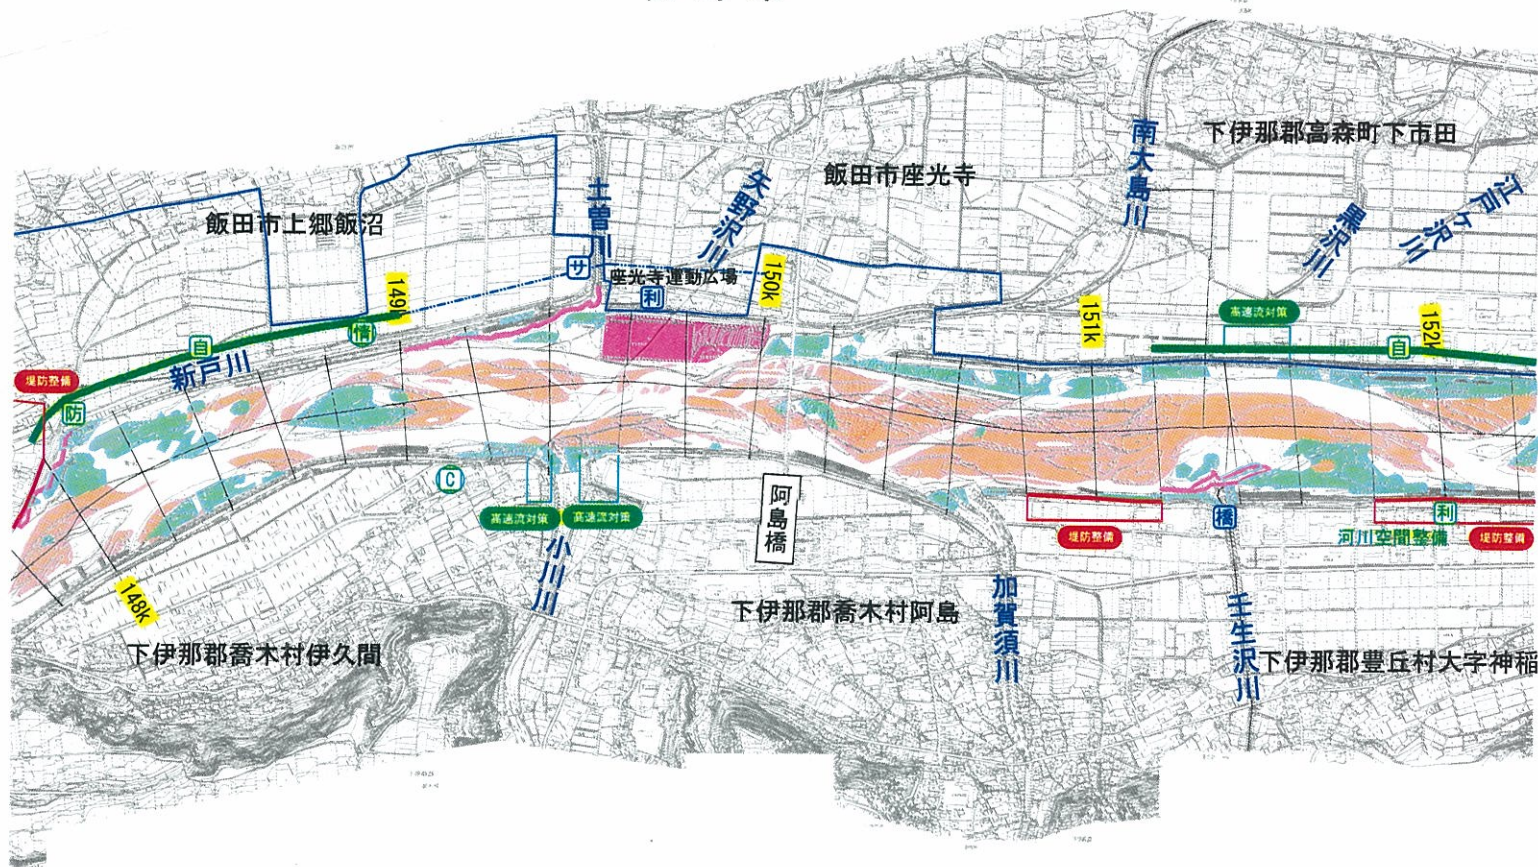 下伊那郡高森町下市田
南大島川
飯田市座光寺
矢野沢川
土曽川
飯田市上郷飯沼
黒沢川
江戸ヶ沢川
サ
座光寺運動広場
利
150k
149k
151k
高速流対策
152k
自
情
自
新戸川
堤防整備
防
C
高速流対策
高速流対策
阿島橋
橋
利
堤防整備
河川空間整備
堤防整備
小川川
148k
加賀須川
壬生沢川
下伊那郡喬木村阿島
下伊那郡喬木村伊久間
下伊那郡豊丘村大字神稲